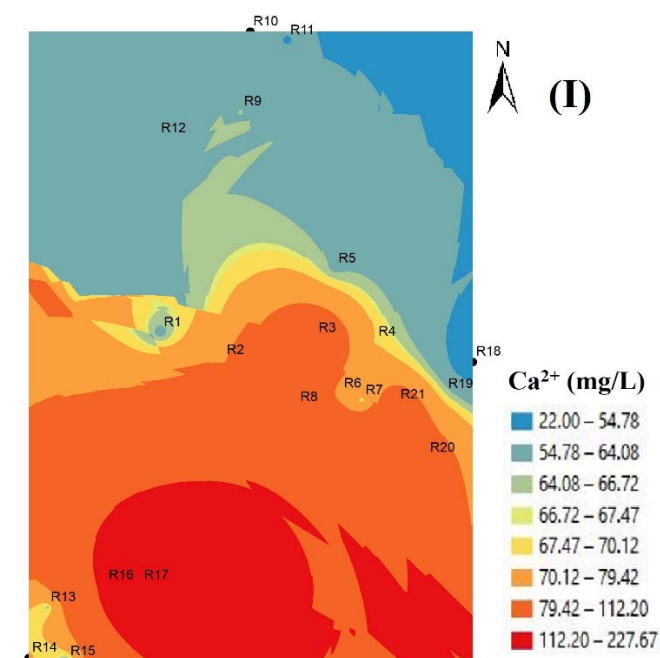 R10
R11
N
(I)
R9
R12
R5
R1
R3
R4
R2
R18
R6
R7
R19
R8
R21
R20
R16
R17
R13
R14
R15
Ca²⁺ (mg/L)
22.00 – 54.78
54.78 – 64.08
64.08 – 66.72
66.72 – 67.47
67.47 – 70.12
70.12 – 79.42
79.42 – 112.20
112.20 – 227.67